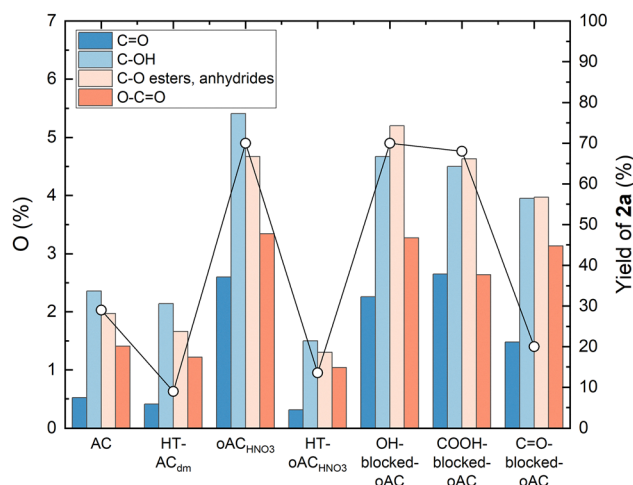 7
6
5
4
3
2
1
0
O (%)
C=O
C-OH
C-O esters, anhydrides
O-C=O
100
90
80
70
60
50
40
30
20
10
0
Yield of 2a (%)
AC
HT-
ACdm
oACHNO3
HT-
oACHNO3
OH-
blocked-
oAC
COOH-
blocked-
oAC
C=O-
blocked-
oAC